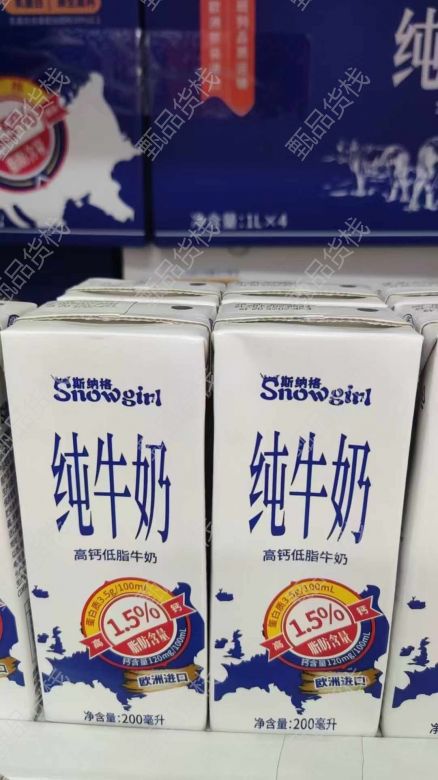 净含量:1L×4
斯纳格
Snowgirl
纯牛奶
高钙低脂牛奶
蛋白质3.5g/100mL
高 1.5% 钙
脂肪含量
钙含量120mg/100mL
欧洲进口
净含量:200毫升
斯纳格
Snowgirl
纯牛奶
高钙低脂牛奶
蛋白质3.5g/100mL
高 1.5% 钙
脂肪含量
钙含量120mg/100mL
欧洲进口
净含量:200毫升
甄品货栈